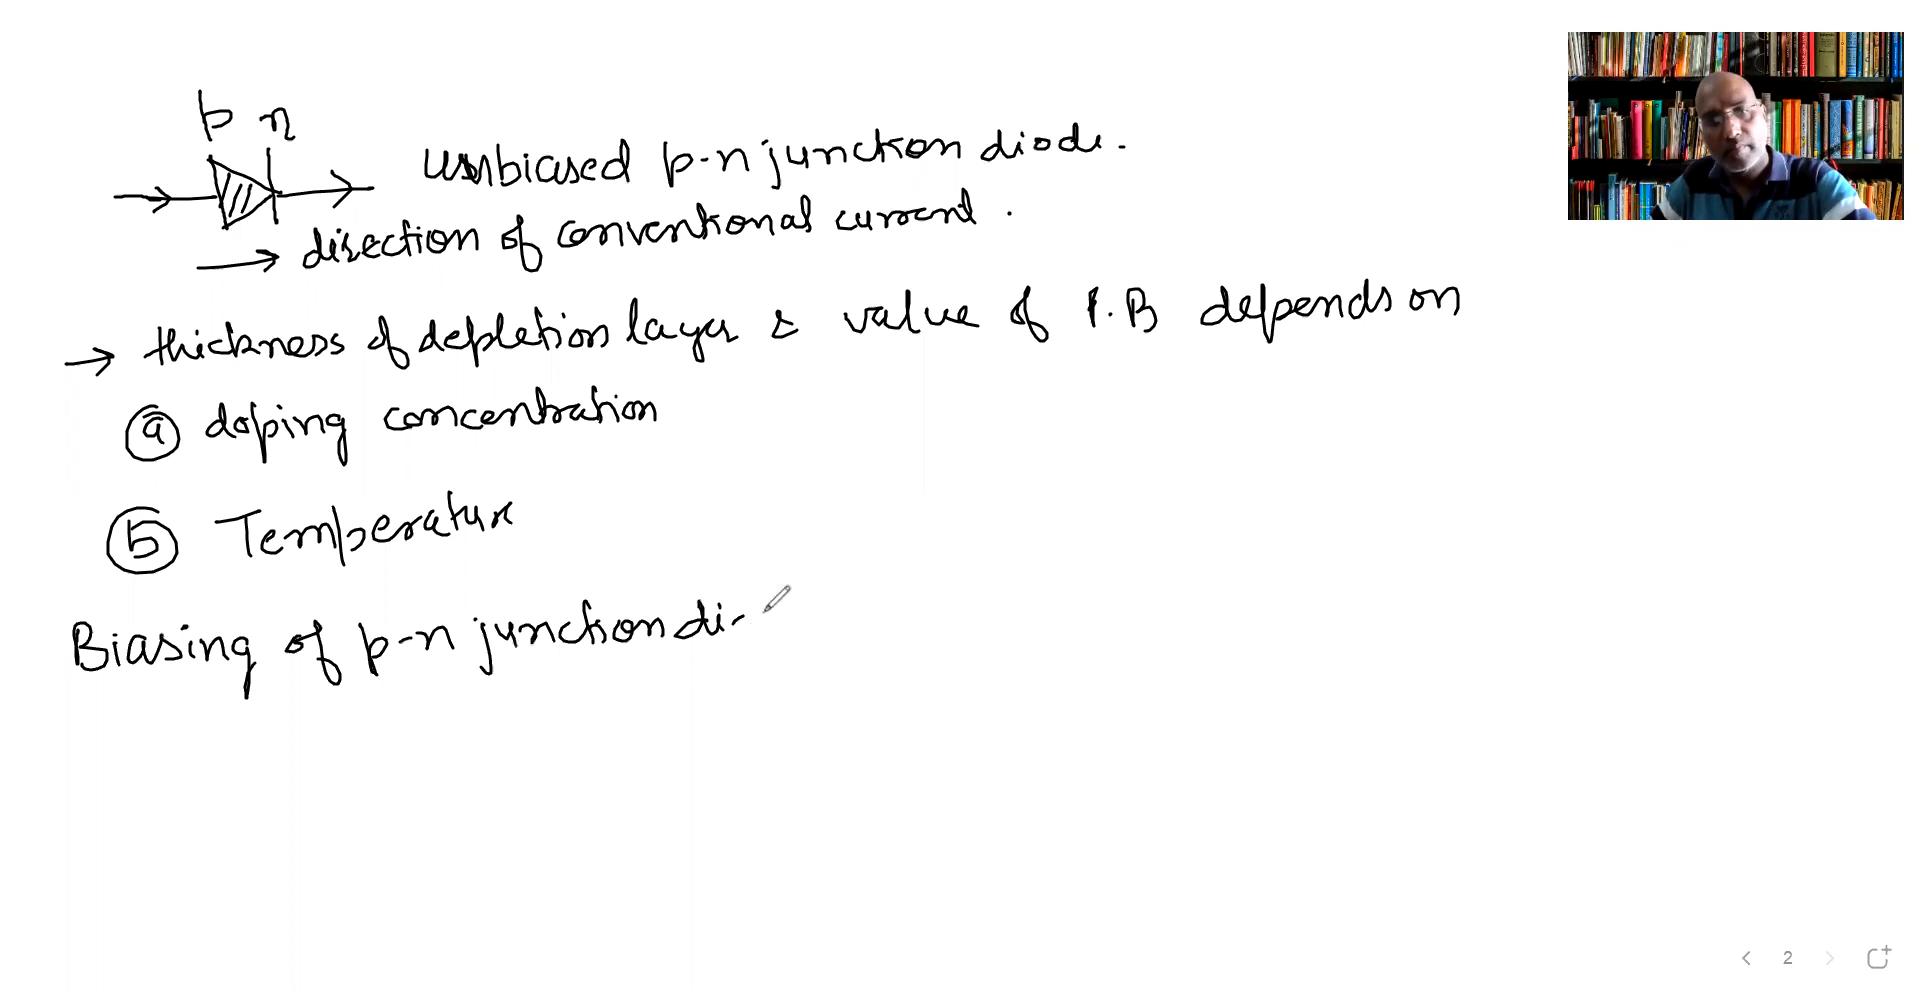 p n
unbiased p-n junction diode.
→ direction of conventional current.
→ thickness of depletion layer & value of P.B depends on
ⓐ doping concentration
ⓑ Temperature
Biasing of p-n junction di
2